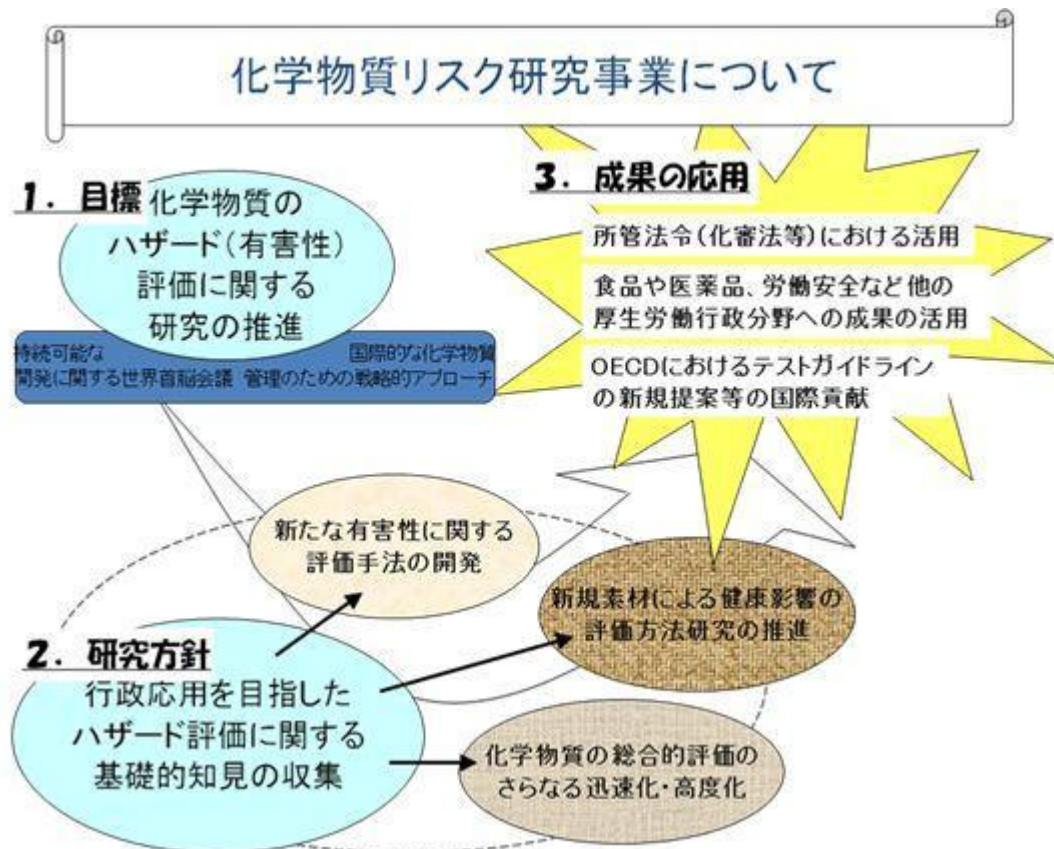 化学物質リスク研究事業について
1. 目標
化学物質の
ハザード(有害性)
評価に関する
研究の推進
持続可能な
開発に関する世界首脳会議
国際的な化学物質
管理のための戦略的アプローチ
3. 成果の応用
所管法令(化審法等)における活用
食品や医薬品、労働安全など他の
厚生労働行政分野への成果の活用
OECDにおけるテストガイドライン
の新規提案等の国際貢献
新たな有害性に関する
評価手法の開発
新規素材による健康影響の
評価方法研究の推進
2. 研究方針
行政応用を目指した
ハザード評価に関する
基礎的知見の収集
化学物質の総合的評価の
さらなる迅速化・高度化